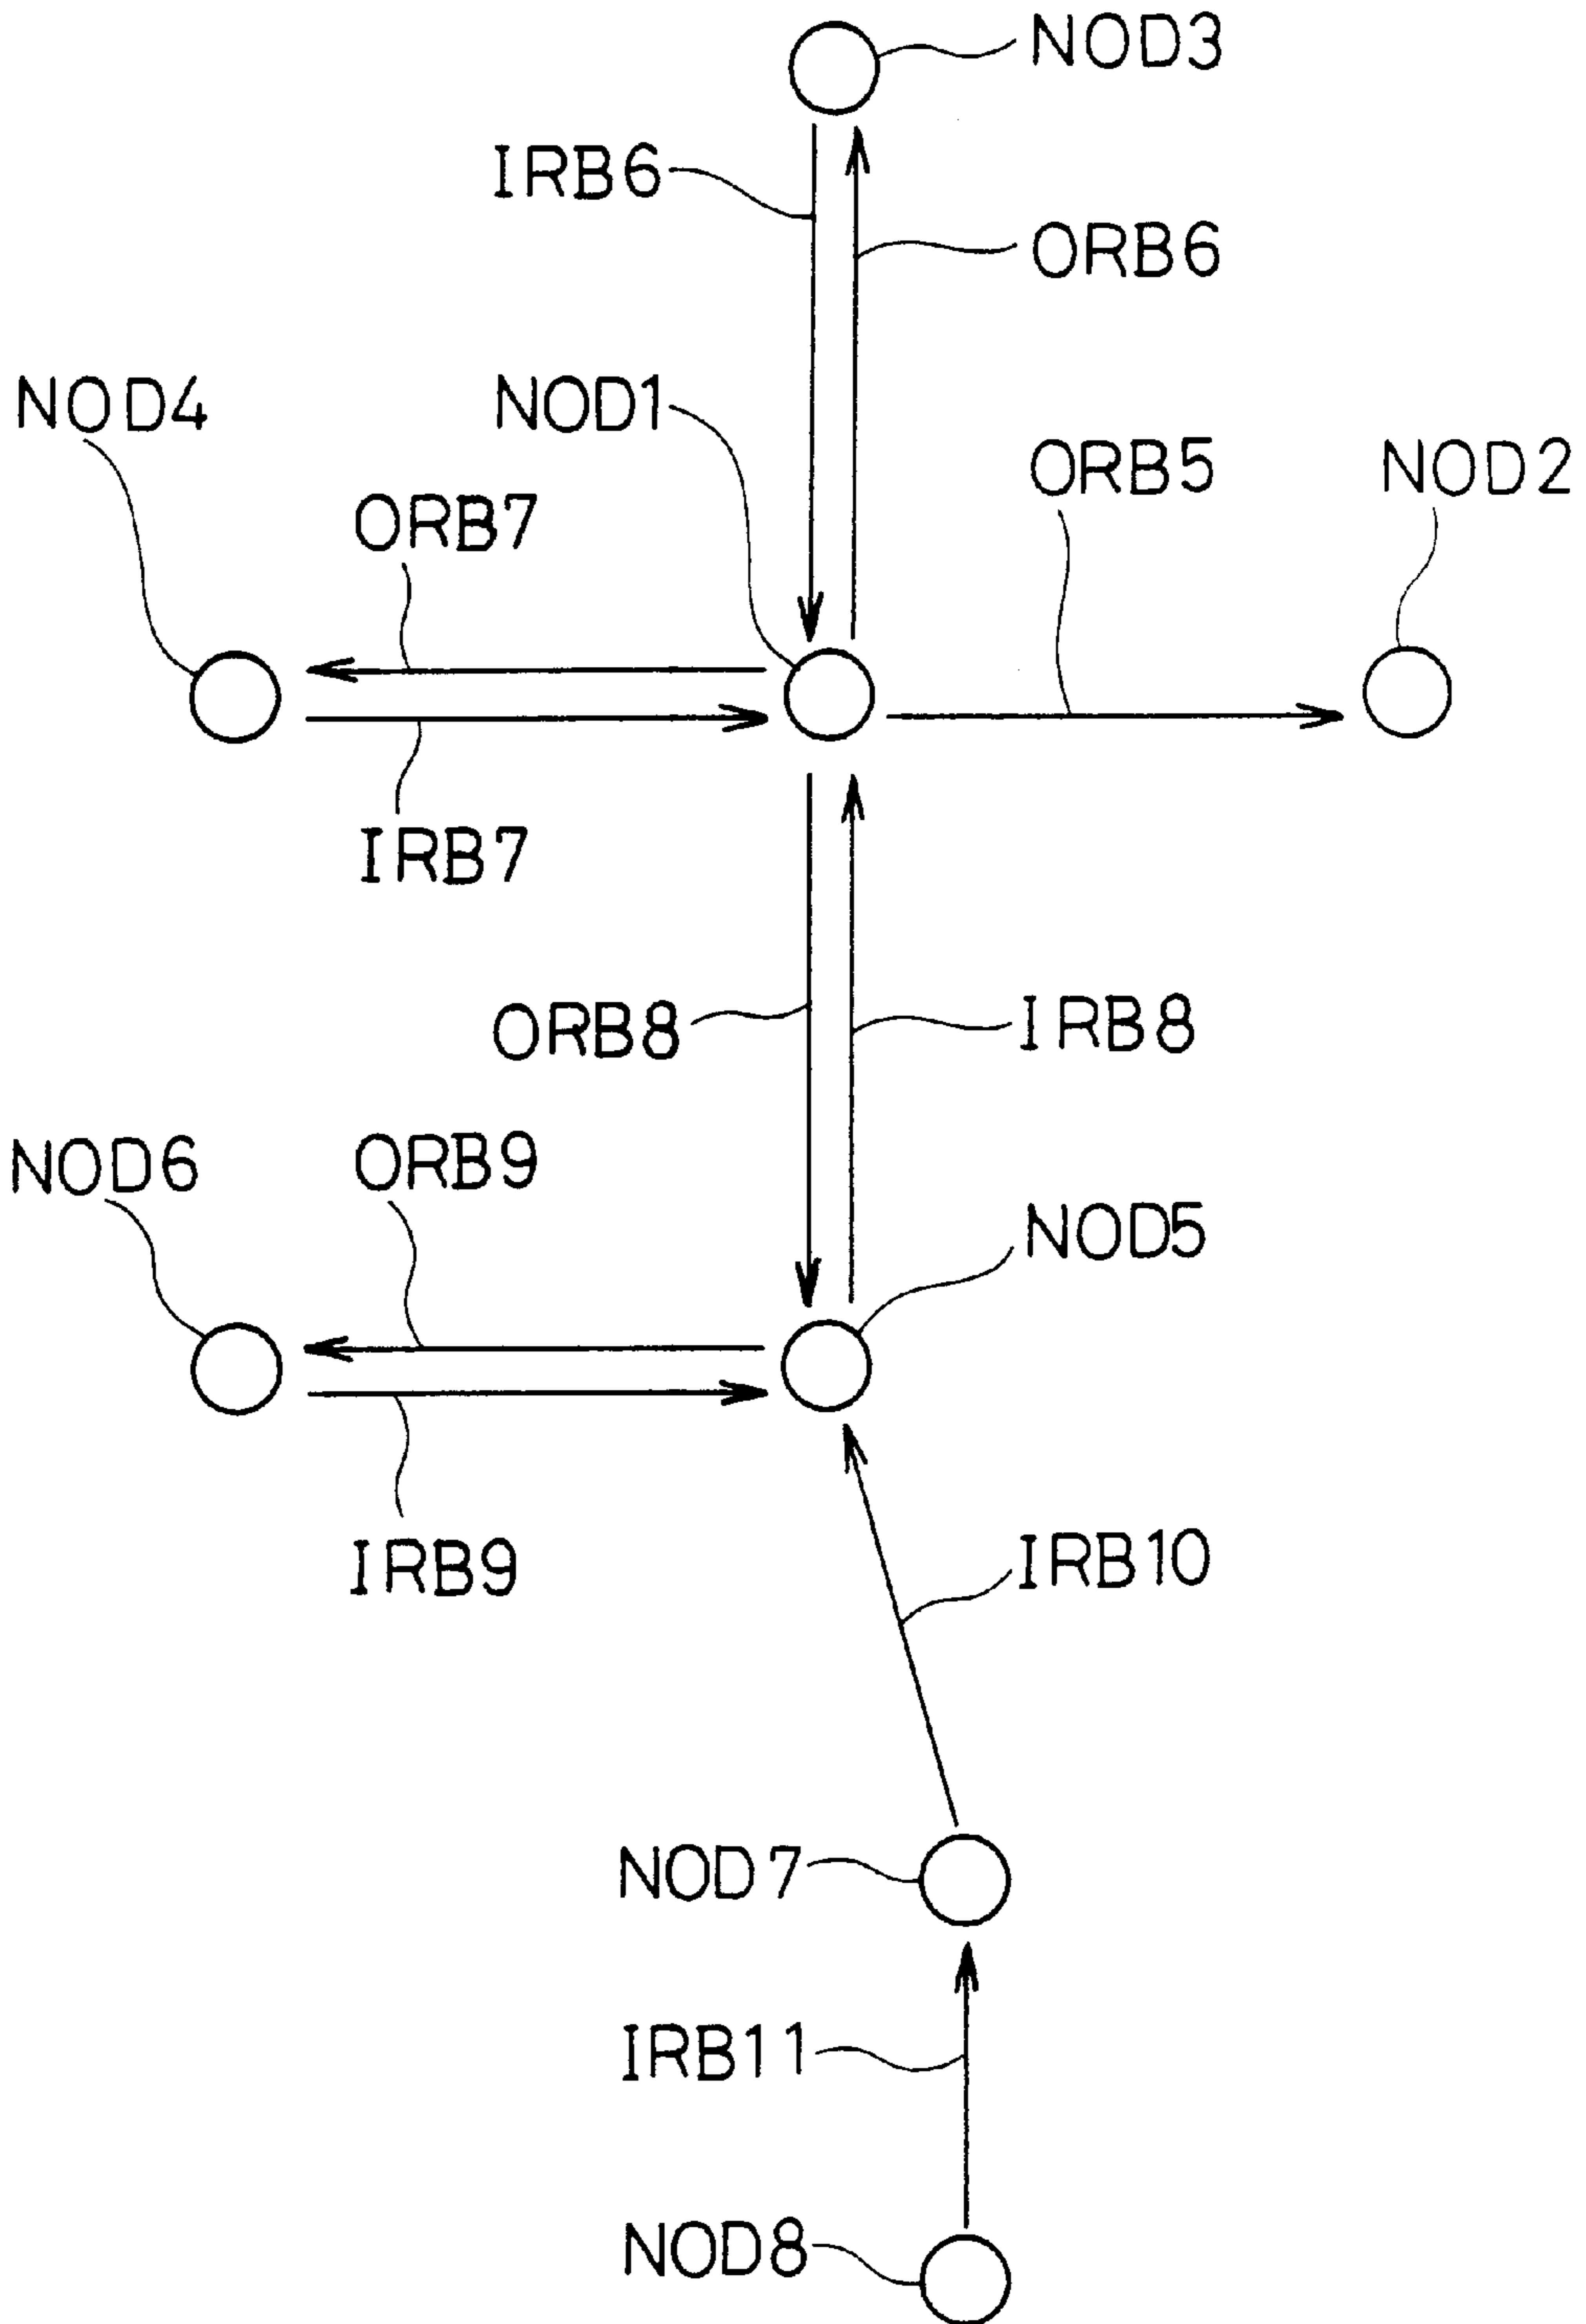 NOD3
IRB6
ORB6
NOD4
NOD1
ORB5
NOD2
ORB7
IRB7
ORB8
IRB8
NOD6
ORB9
NOD5
IRB9
IRB10
NOD7
IRB11
NOD8